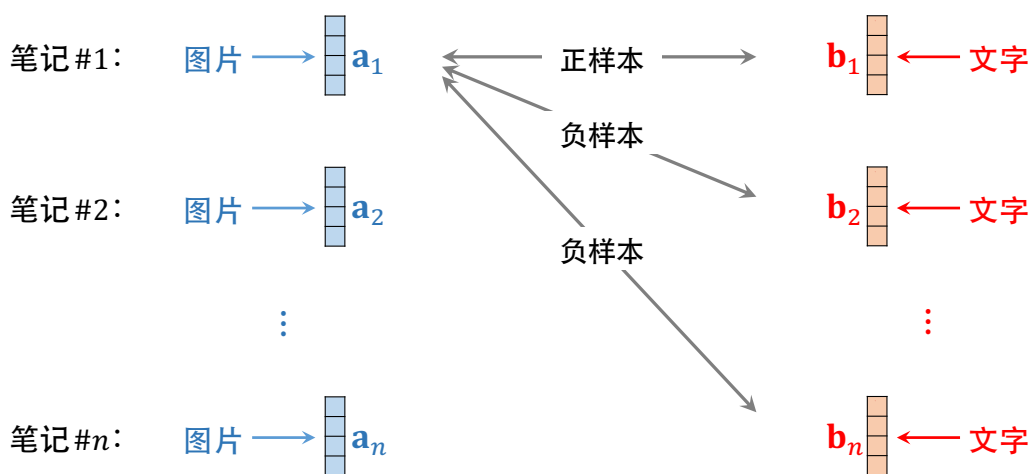 笔记 #1： 图片 a₁ 正样本 b₁ 文字
负样本
笔记 #2： 图片 a₂ b₂ 文字
负样本
⋮ ⋮
笔记 #n： 图片 aₙ bₙ 文字